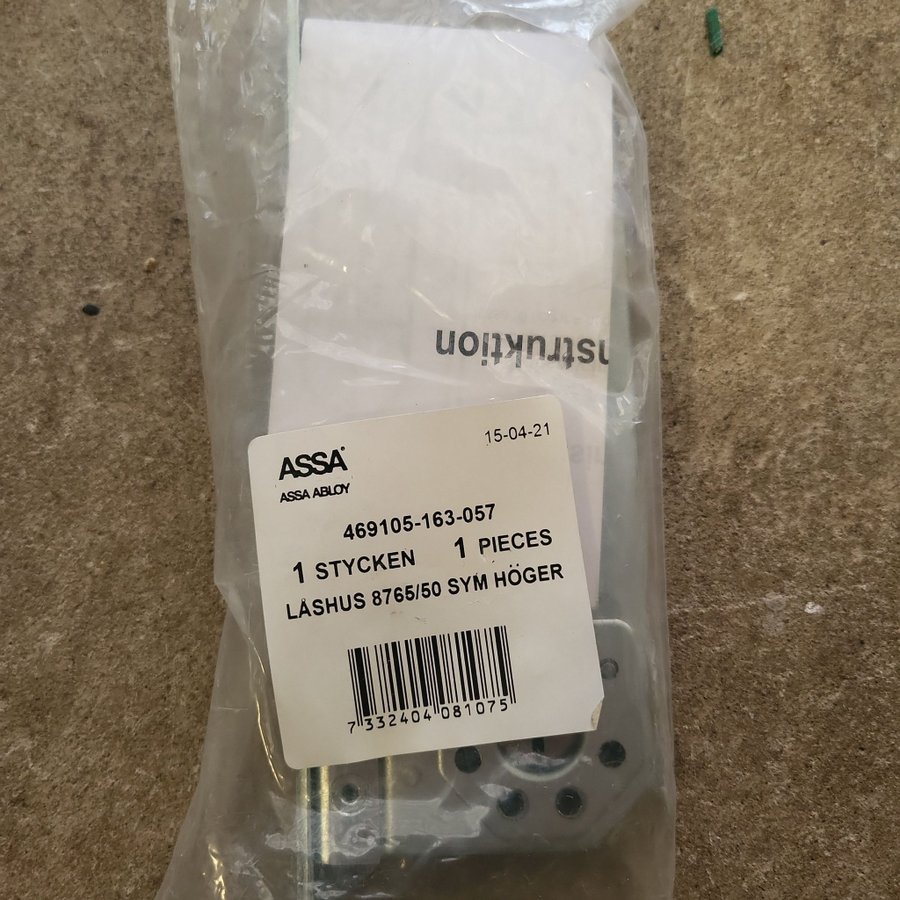 nstruktion
15-04-21
ASSA
ASSA ABLOY
469105-163-057
1 STYCKEN 1 PIECES
LÅSHUS 8765/50 SYM HÖGER
7 332404 081075